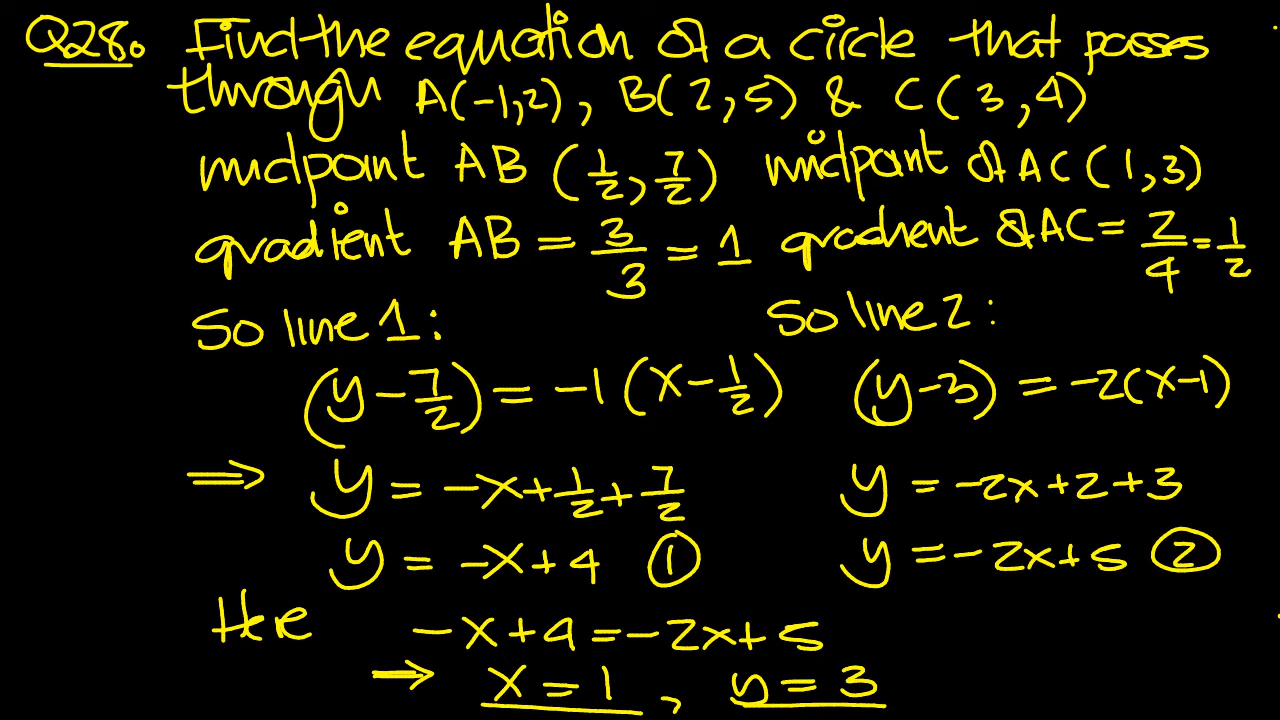 Q28. Find the equation of a circle that passes
through A(-1,2), B(2,5) & C(3,4)
midpoint AB (1/2, 7/2) midpoint of AC (1,3)
gradient AB = 3/3 = 1 gradient of AC = 2/4 = 1/2
So line 1: So line 2:
(y - 7/2) = -1(x - 1/2) (y-3) = -2(x-1)
⇒ y = -x + 1/2 + 7/2 y = -2x+2+3
y = -x+4 ① y = -2x+5 ②
Here -x+4 = -2x+5
⇒ x = 1, y = 3